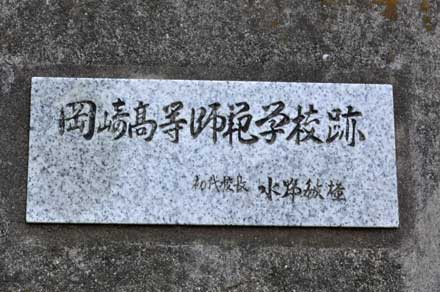 岡崎高等師範学校跡
初代校長 水野敏雄